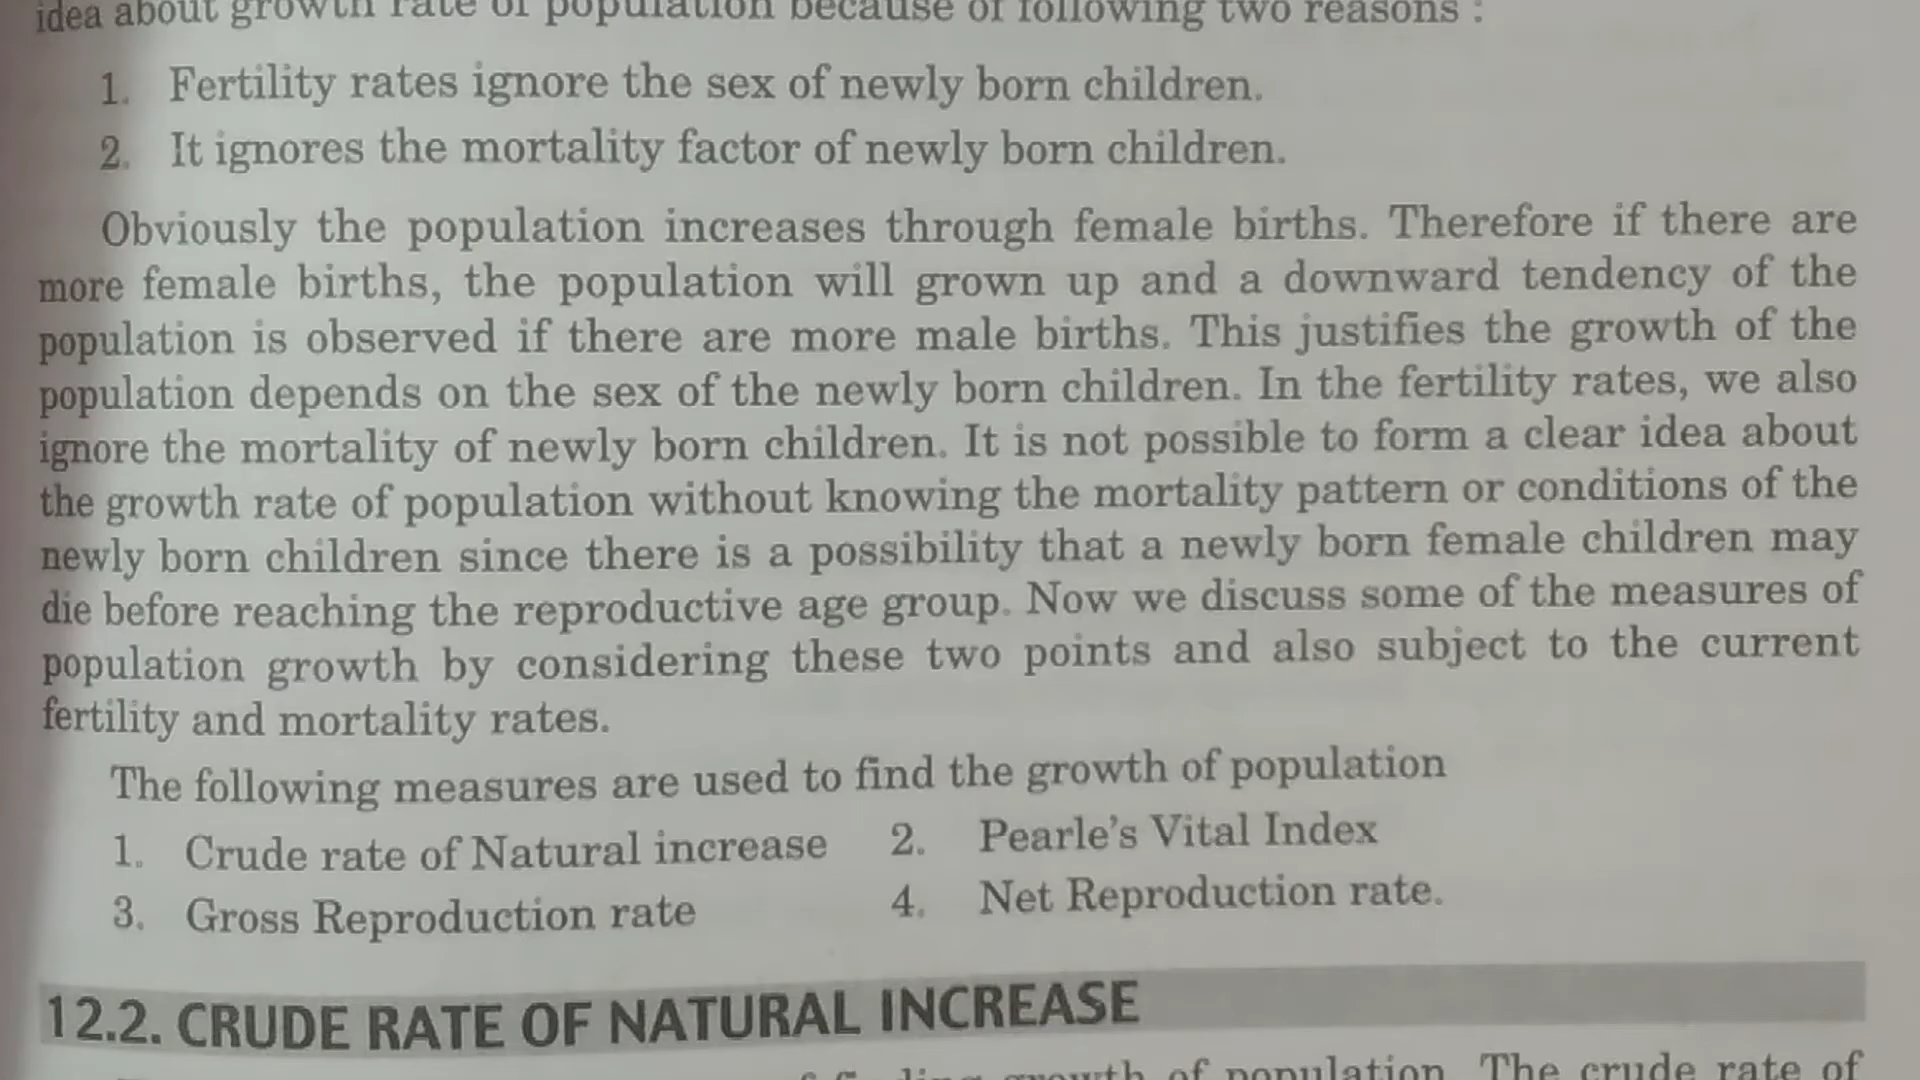 idea about growth rate of population because of following two reasons :
1. Fertility rates ignore the sex of newly born children.
2. It ignores the mortality factor of newly born children.
Obviously the population increases through female births. Therefore if there are
more female births, the population will grown up and a downward tendency of the
population is observed if there are more male births. This justifies the growth of the
population depends on the sex of the newly born children. In the fertility rates, we also
ignore the mortality of newly born children. It is not possible to form a clear idea about
the growth rate of population without knowing the mortality pattern or conditions of the
newly born children since there is a possibility that a newly born female children may
die before reaching the reproductive age group. Now we discuss some of the measures of
population growth by considering these two points and also subject to the current
fertility and mortality rates.
The following measures are used to find the growth of population
1. Crude rate of Natural increase 2. Pearle's Vital Index
3. Gross Reproduction rate 4. Net Reproduction rate.
12.2. CRUDE RATE OF NATURAL INCREASE
growth of population. The crude rate of